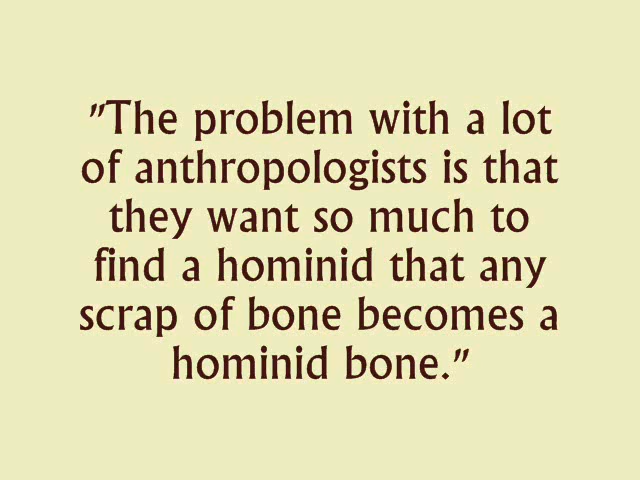 "The problem with a lot
of anthropologists is that
they want so much to
find a hominid that any
scrap of bone becomes a
hominid bone."